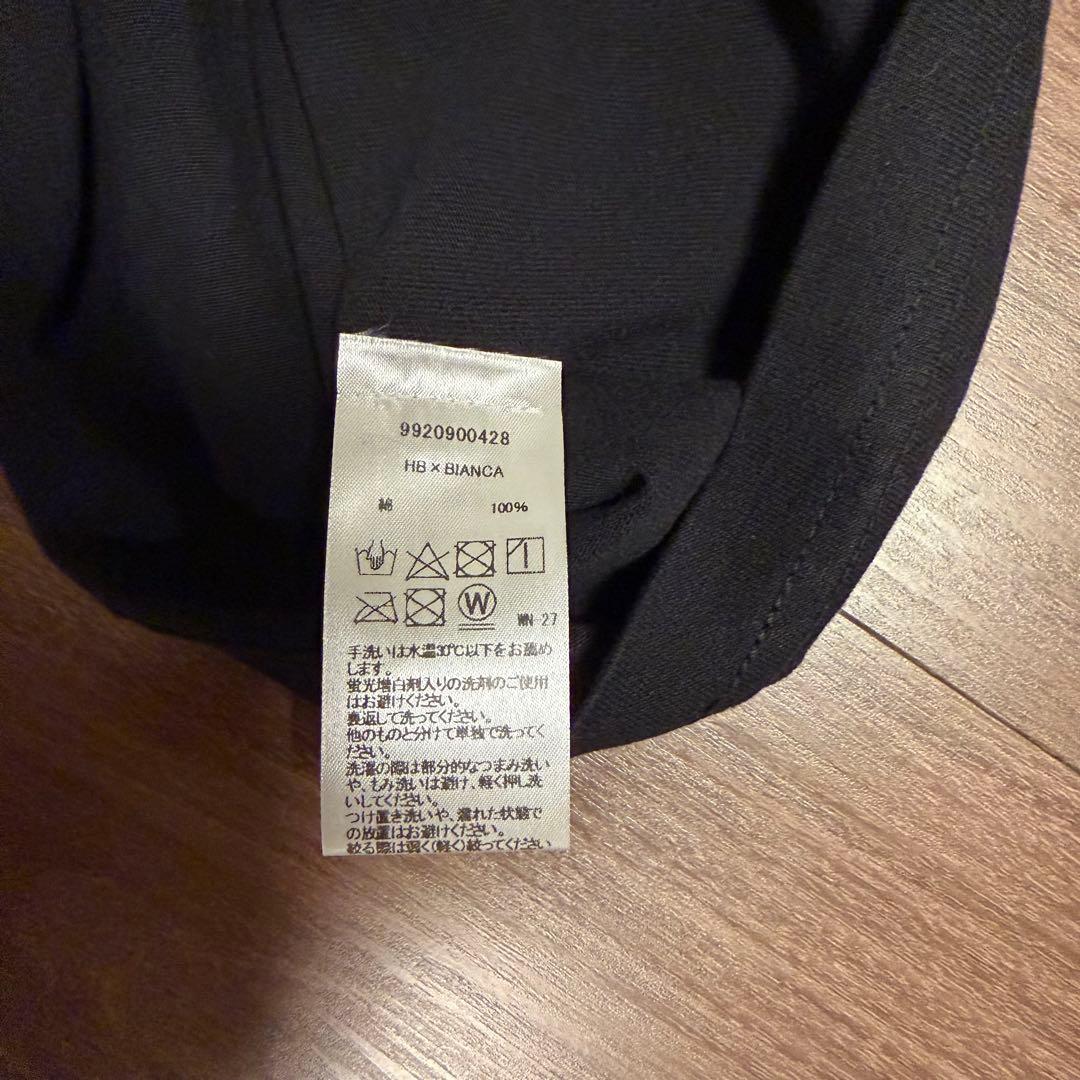 9920900428
HB×BIANCA
綿 100%
W WN-27
手洗いは水温30℃以下をお薦め
します。
蛍光増白剤入りの洗剤のご使用
はお避けください。
裏返して洗ってください。
他のものと分けて単独で洗ってく
ださい。
洗濯の際は部分的なつまみ洗い
や、もみ洗いは避け、軽く押し洗
いしてください。
つけ置き洗いや、濡れた状態で
の放置はお避けください。
絞る際は弱く(軽く)絞ってください